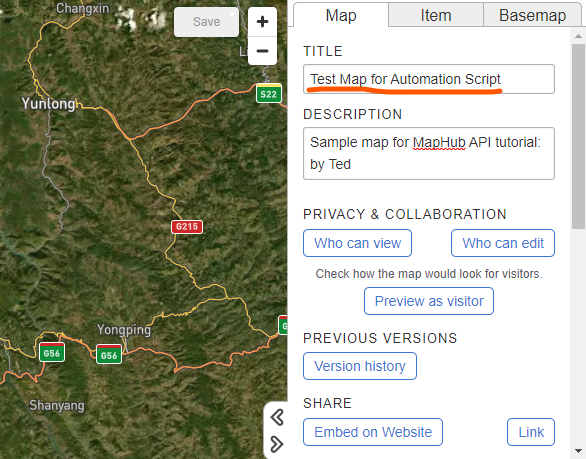 Changxin
Save
+
−
Li
S22
Yunlong
G215
Yongping
G
G56
G56
Shanyang
Map
Item
Basemap
TITLE
Test Map for Automation Script
DESCRIPTION
Sample map for MapHub API tutorial:
by Ted
PRIVACY & COLLABORATION
Who can view
Who can edit
Check how the map would look for visitors.
Preview as visitor
PREVIOUS VERSIONS
Version history
SHARE
Embed on Website
Link